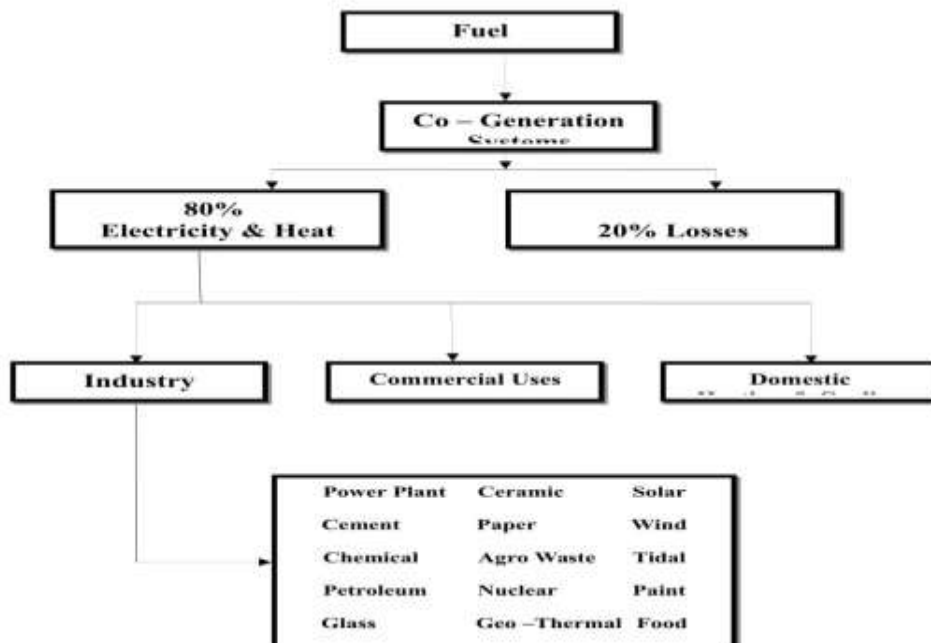 Fuel
Co – Generation
Systems
80%
Electricity & Heat
20% Losses
Industry
Commercial Uses
Domestic
Power Plant Ceramic Solar
Cement Paper Wind
Chemical Agro Waste Tidal
Petroleum Nuclear Paint
Glass Geo –Thermal Food